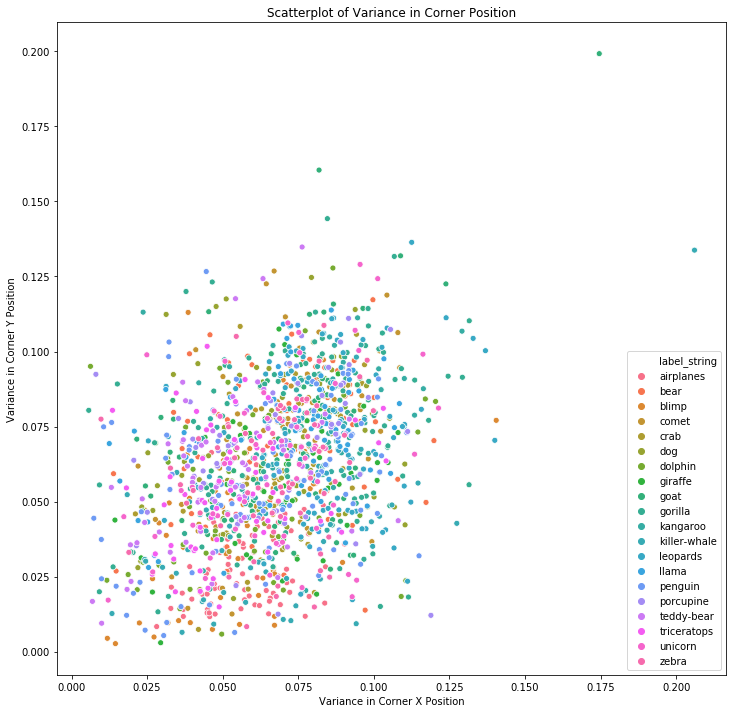 Scatterplot of Variance in Corner Position
Variance in Corner Y Position
0.200
0.175
0.150
0.125
0.100
0.075
0.050
0.025
0.000
0.000 0.025 0.050 0.075 0.100 0.125 0.150 0.175 0.200
Variance in Corner X Position
label_string
airplanes
bear
blimp
comet
crab
dog
dolphin
giraffe
goat
gorilla
kangaroo
killer-whale
leopards
llama
penguin
porcupine
teddy-bear
triceratops
unicorn
zebra